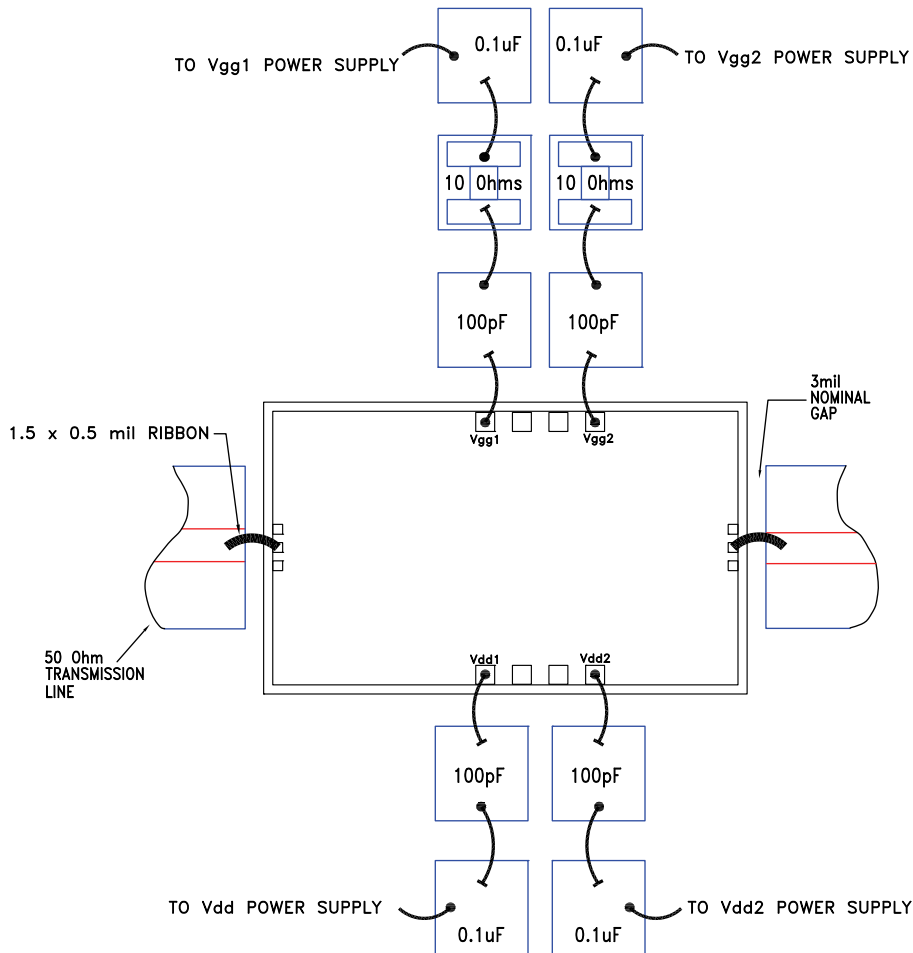 0.1uF
0.1uF
TO Vgg1 POWER SUPPLY
TO Vgg2 POWER SUPPLY
10 Ohms
10 Ohms
100pF
100pF
3mil
NOMINAL
GAP
1.5 x 0.5 mil RIBBON
Vgg1
Vgg2
50 Ohm
TRANSMISSION
LINE
Vdd1
Vdd2
100pF
100pF
TO Vdd POWER SUPPLY
TO Vdd2 POWER SUPPLY
0.1uF
0.1uF